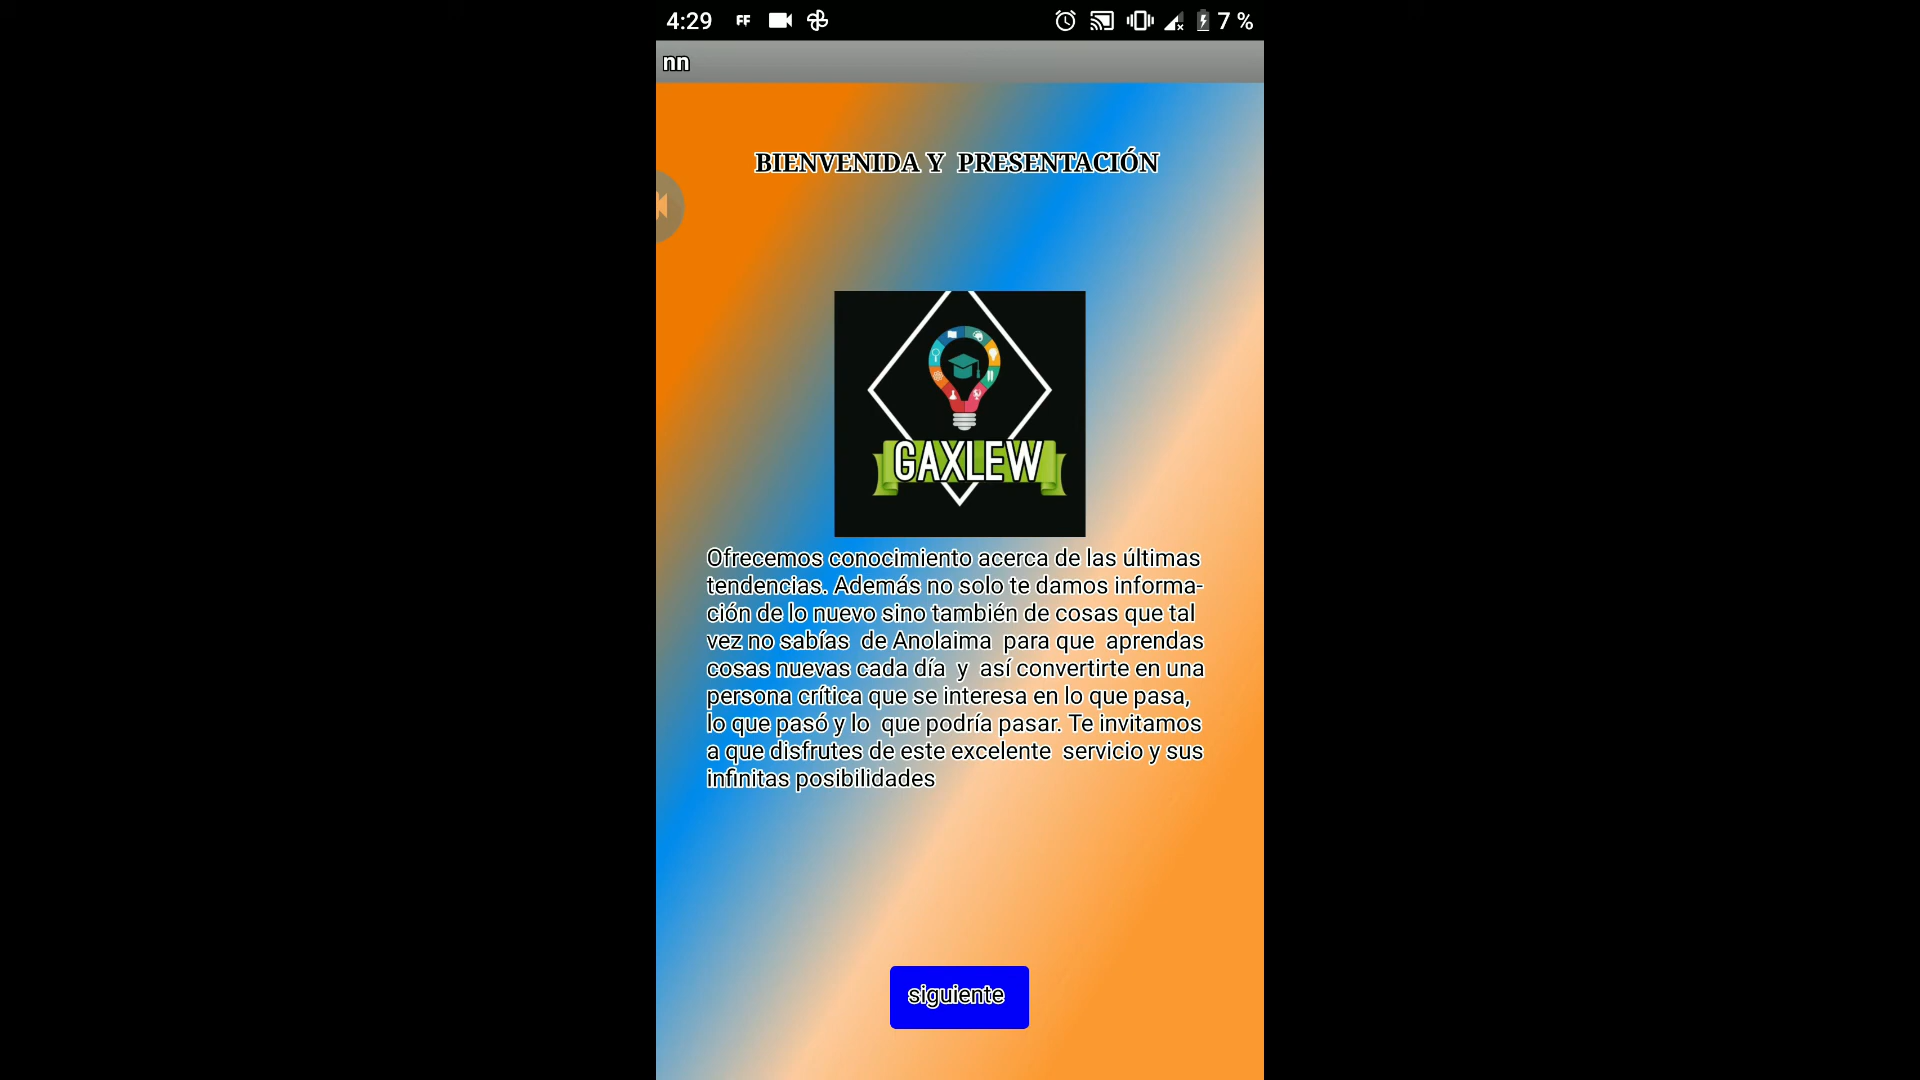 4:29 FF 7 %
nn
BIENVENIDA Y PRESENTACIÓN
GAXLEW
Ofrecemos conocimiento acerca de las últimas
tendencias. Además no solo te damos informa-
ción de lo nuevo sino también de cosas que tal
vez no sabías de Anolaima para que aprendas
cosas nuevas cada día y así convertirte en una
persona crítica que se interesa en lo que pasa,
lo que pasó y lo que podría pasar. Te invitamos
a que disfrutes de este excelente servicio y sus
infinitas posibilidades
siguiente